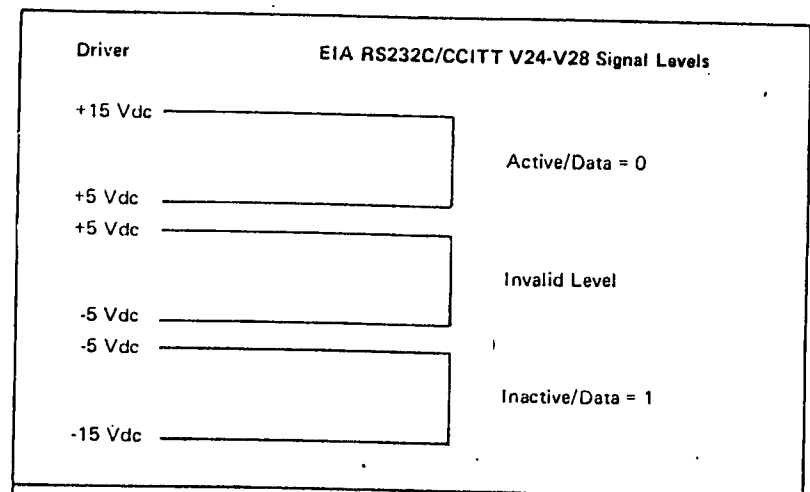 Driver EIA RS232C/CCITT V24-V28 Signal Levels
+15 Vdc
Active/Data = 0
+5 Vdc
+5 Vdc
Invalid Level
-5 Vdc
-5 Vdc
Inactive/Data = 1
-15 Vdc